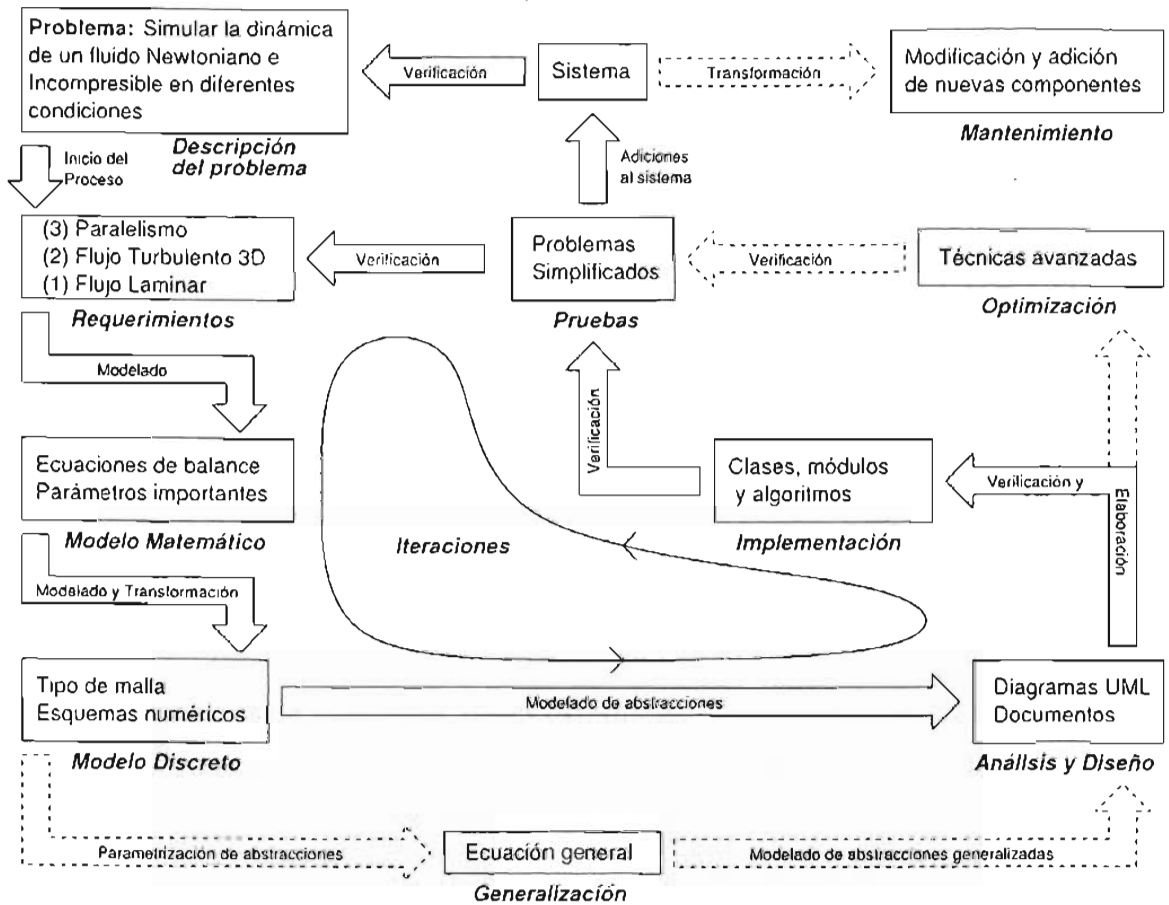 Problema: Simular la dinámica
de un fluido Newtoniano e
Incompresible en diferentes
condiciones
Descripción
del problema
Verificación
Sistema
Transformación
Modificación y adición
de nuevas componentes
Mantenimiento
Inicio del
Proceso
Adiciones
al sistema
(3) Paralelismo
(2) Flujo Turbulento 3D
(1) Flujo Laminar
Requerimientos
Verificación
Problemas
Simplificados
Pruebas
Verificación
Técnicas avanzadas
Optimización
Modelado
Ecuaciones de balance
Parámetros importantes
Modelo Matemático
Iteraciones
Verificación
Clases, módulos
y algoritmos
Implementación
Verificación y
Elaboración
Modelado y Transformación
Tipo de malla
Esquemas numéricos
Modelo Discreto
Modelado de abstracciones
Diagramas UML
Documentos
Análisis y Diseño
Parametrización de abstracciones
Ecuación general
Generalización
Modelado de abstracciones generalizadas